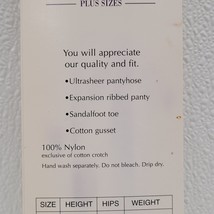 PLUS SIZES
You will appreciate
our quality and fit.
•Ultrasheer pantyhose
•Expansion ribbed panty
•Sandalfoot toe
•Cotton gusset
100% Nylon
exclusive of cotton crotch
Hand wash separately. Do not bleach. Drip dry.
SIZE HEIGHT HIPS WEIGHT